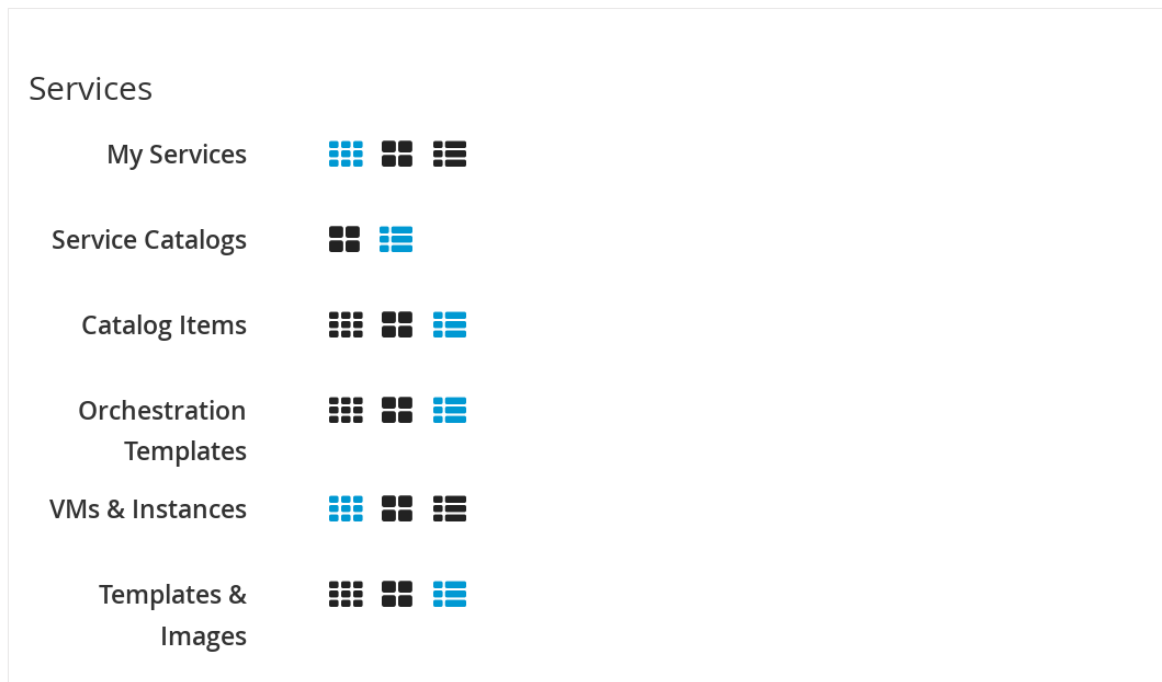 Services
My Services
Service Catalogs
Catalog Items
Orchestration
Templates
VMs & Instances
Templates &
Images